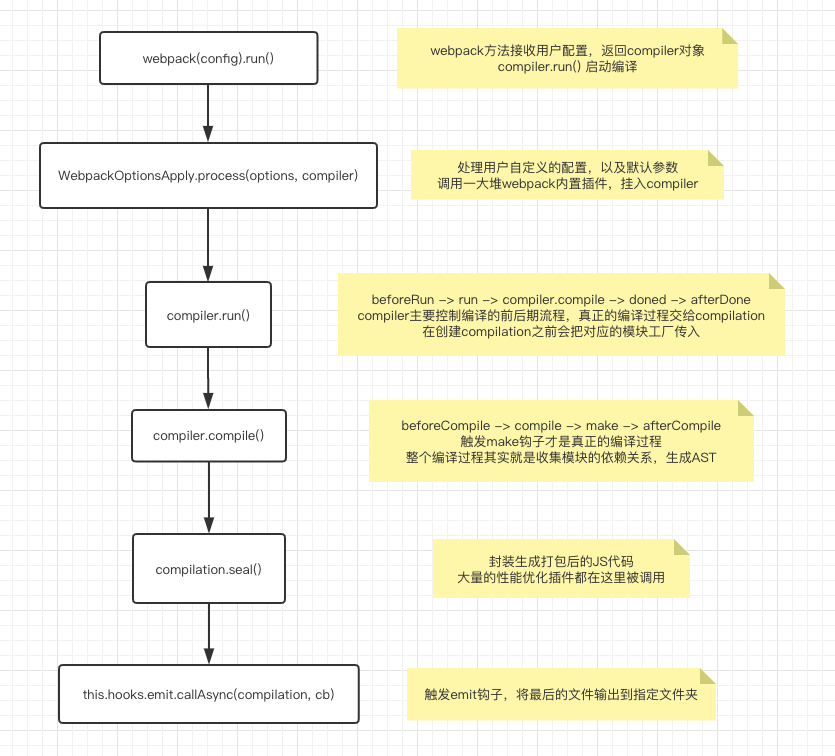 webpack(config).run()
webpack方法接收用户配置，返回compiler对象
compiler.run() 启动编译
WebpackOptionsApply.process(options, compiler)
处理用户自定义的配置，以及默认参数
调用一大堆webpack内置插件，挂入compiler
compiler.run()
beforeRun -> run -> compiler.compile -> doned -> afterDone
compiler主要控制编译的前后期流程，真正的编译过程交给compilation
在创建compilation之前会把对应的模块工厂传入
compiler.compile()
beforeCompile -> compile -> make -> afterCompile
触发make钩子才是真正的编译过程
整个编译过程其实就是收集模块的依赖关系，生成AST
compilation.seal()
封装生成打包后的JS代码
大量的性能优化插件都在这里被调用
this.hooks.emit.callAsync(compilation, cb)
触发emit钩子，将最后的文件输出到指定文件夹